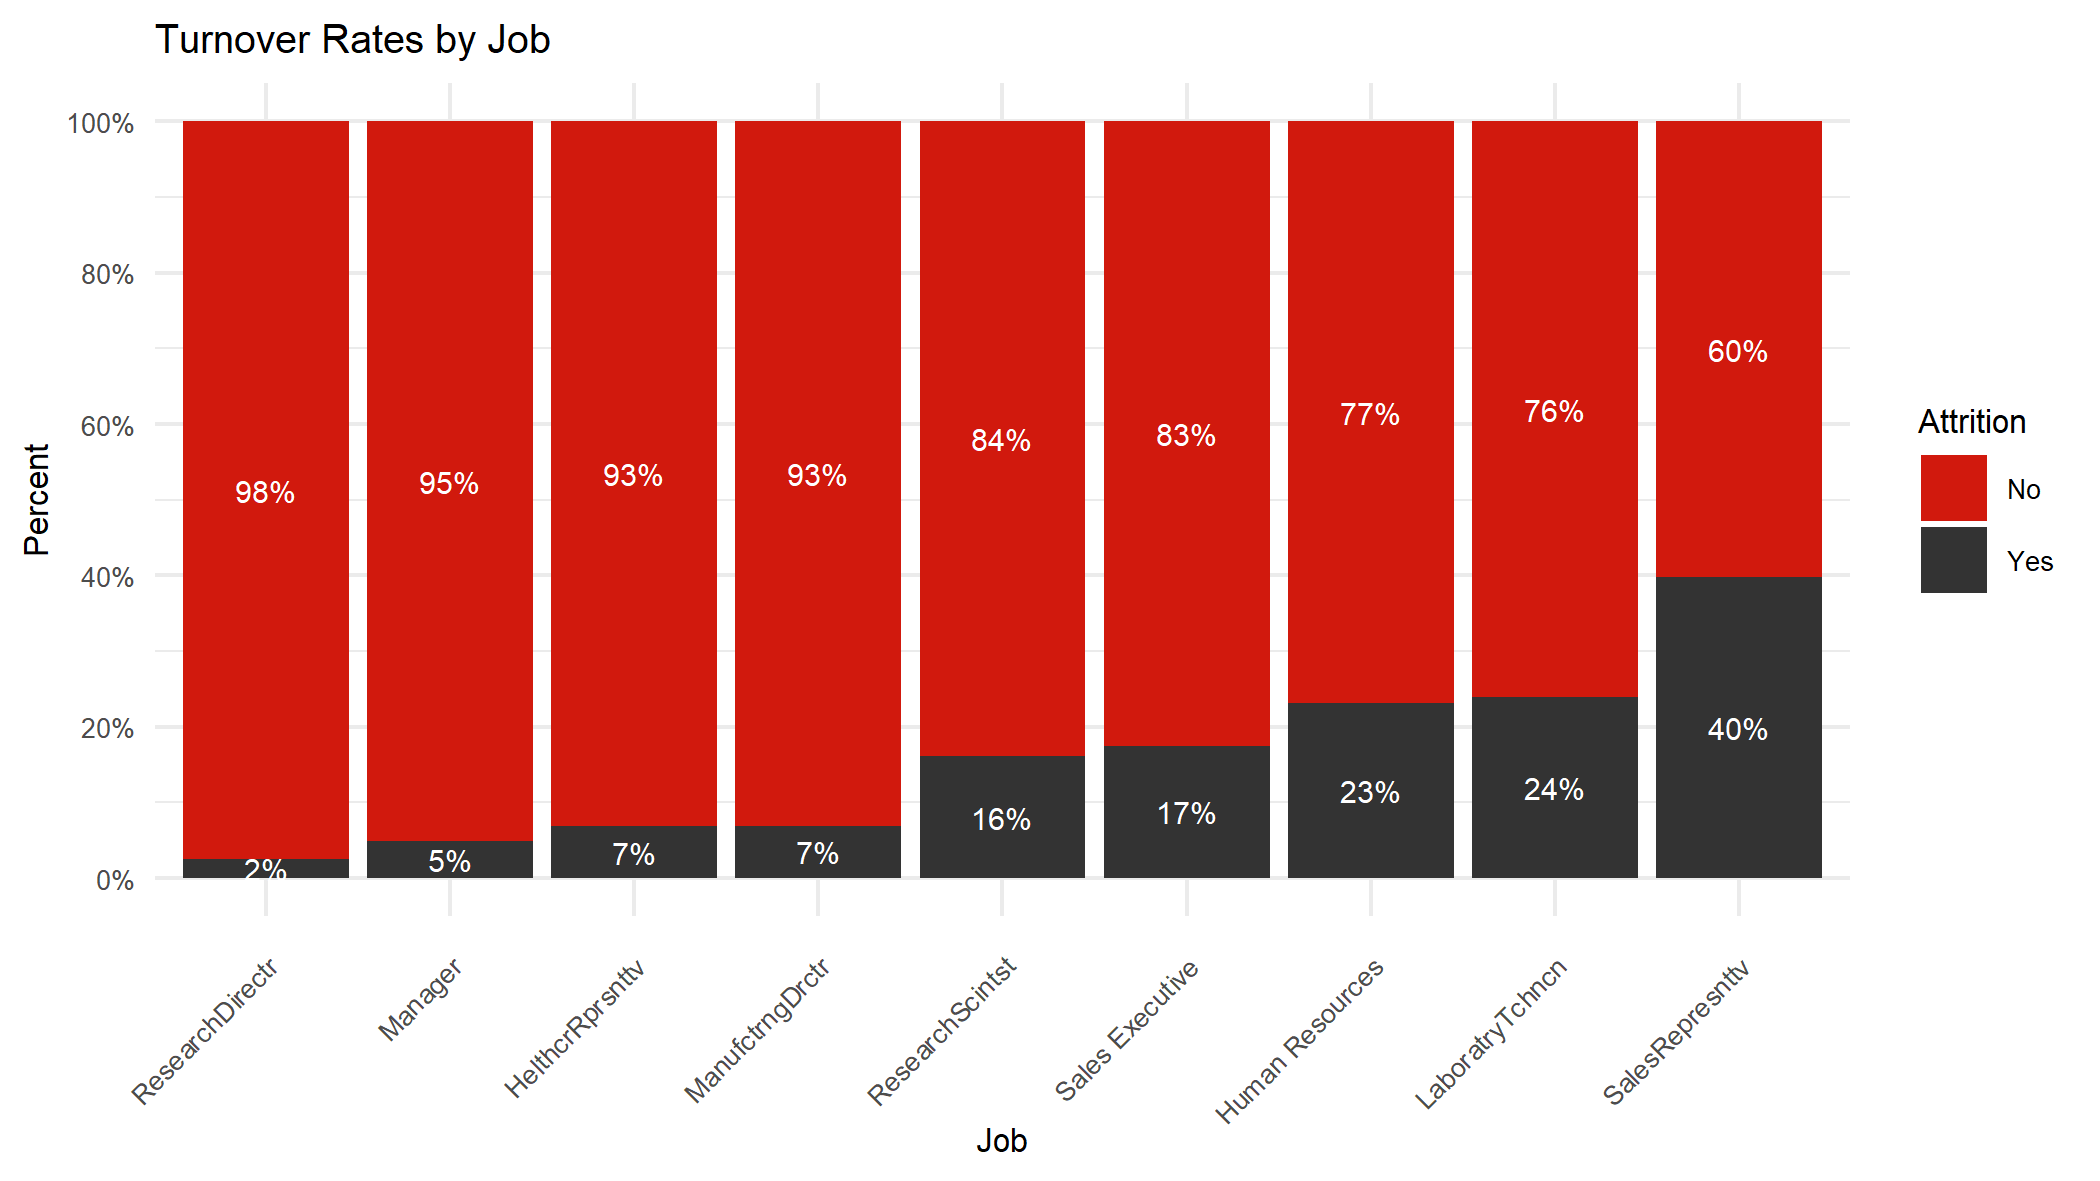 Turnover Rates by Job
100%
80%
60%
40%
20%
0%
Percent
98%
95%
93%
93%
84%
83%
77%
76%
60%
2%
5%
7%
7%
16%
17%
23%
24%
40%
ResearchDirectr
Manager
HelthcrRprsnttv
ManufctrngDrctr
ResearchScintst
Sales Executive
Human Resources
LaboratryTchncn
SalesRepresnttv
Job
Attrition
No
Yes